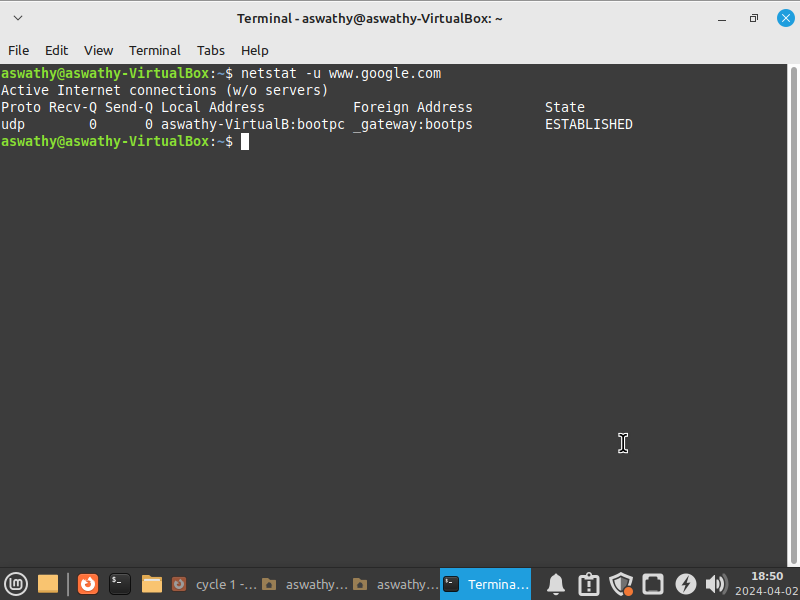 Terminal - aswathy@aswathy-VirtualBox: ~
File Edit View Terminal Tabs Help
aswathy@aswathy-VirtualBox:~$ netstat -u www.google.com
Active Internet connections (w/o servers)
Proto Recv-Q Send-Q Local Address           Foreign Address         State
udp        0      0 aswathy-VirtualB:bootpc _gateway:bootps         ESTABLISHED
aswathy@aswathy-VirtualBox:~$
cycle 1 -... aswathy... aswathy... Termina... 18:50
2024-04-02